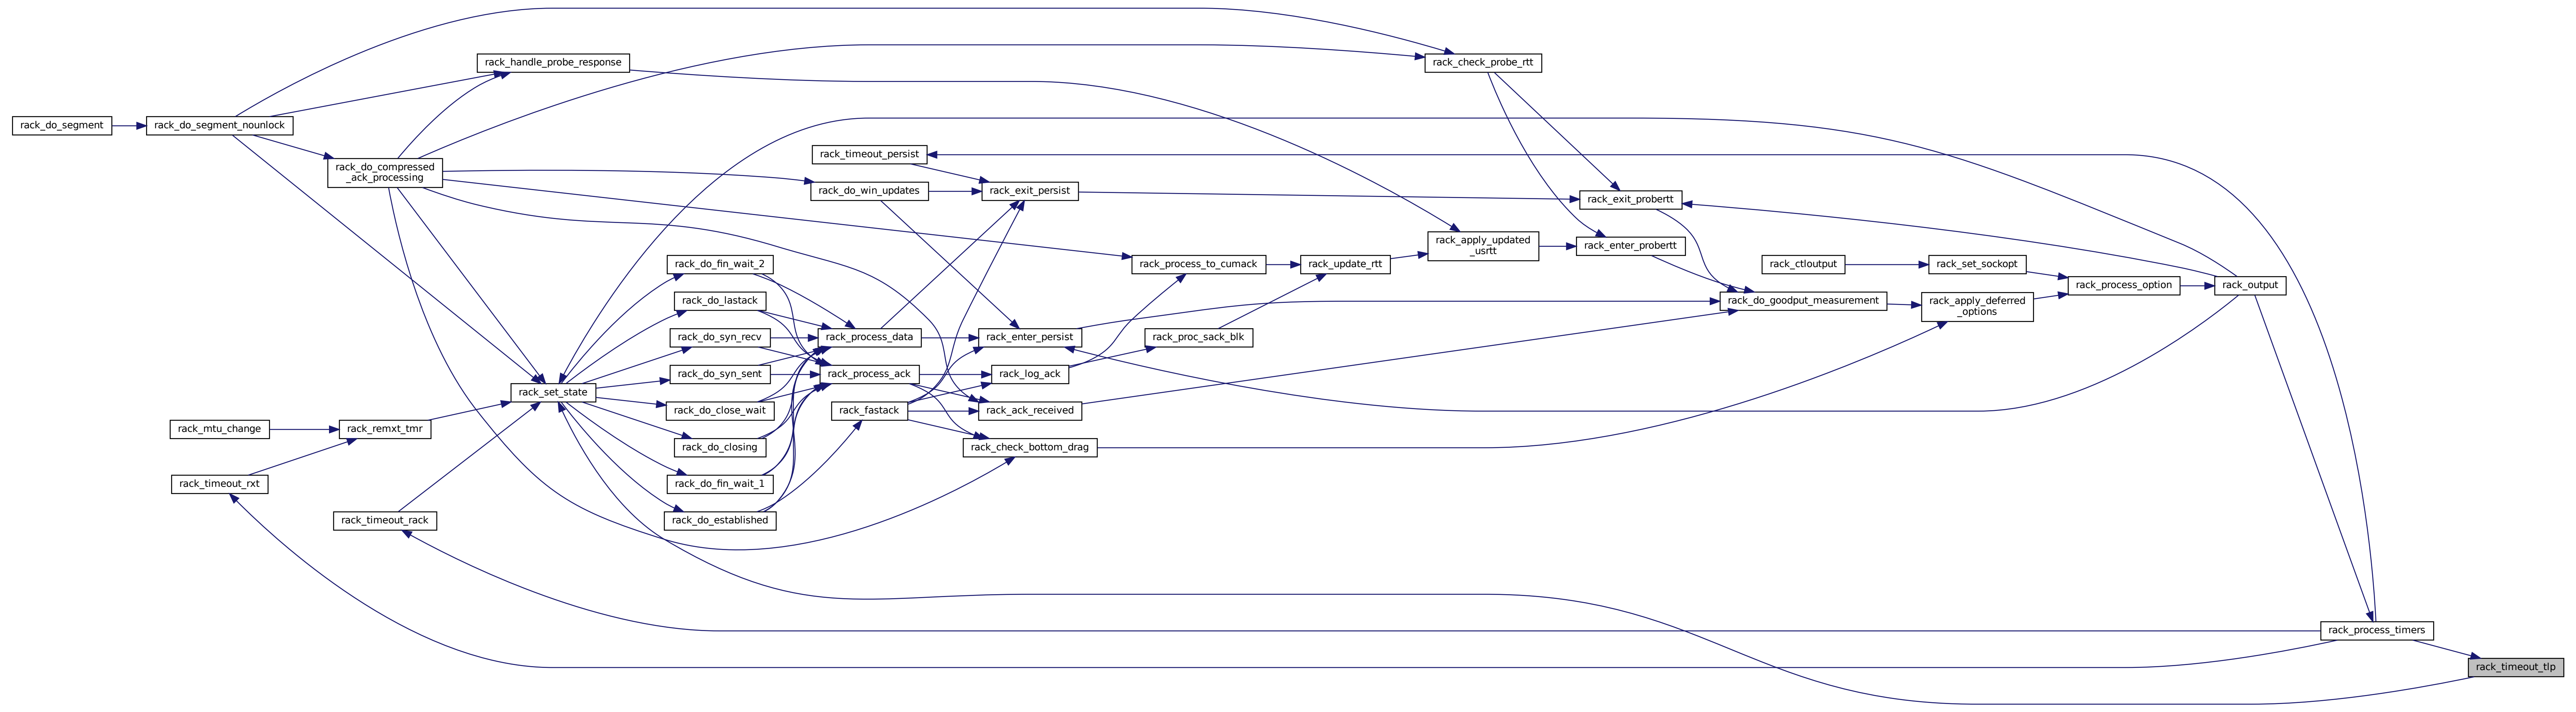 rack_handle_probe_response
rack_check_probe_rtt
rack_do_segment
rack_do_segment_nounlock
rack_do_compressed
_ack_processing
rack_timeout_persist
rack_do_win_updates
rack_exit_persist
rack_exit_probertt
rack_apply_updated
_usrtt
rack_enter_probertt
rack_do_fin_wait_2
rack_process_to_cumack
rack_update_rtt
rack_ctloutput
rack_set_sockopt
rack_process_option
rack_output
rack_do_lastack
rack_do_goodput_measurement
rack_apply_deferred
_options
rack_do_syn_recv
rack_process_data
rack_enter_persist
rack_proc_sack_blk
rack_do_syn_sent
rack_process_ack
rack_log_ack
rack_set_state
rack_do_close_wait
rack_fastack
rack_ack_received
rack_mtu_change
rack_remxt_tmr
rack_do_closing
rack_check_bottom_drag
rack_timeout_rxt
rack_do_fin_wait_1
rack_timeout_rack
rack_do_established
rack_process_timers
rack_timeout_tlp